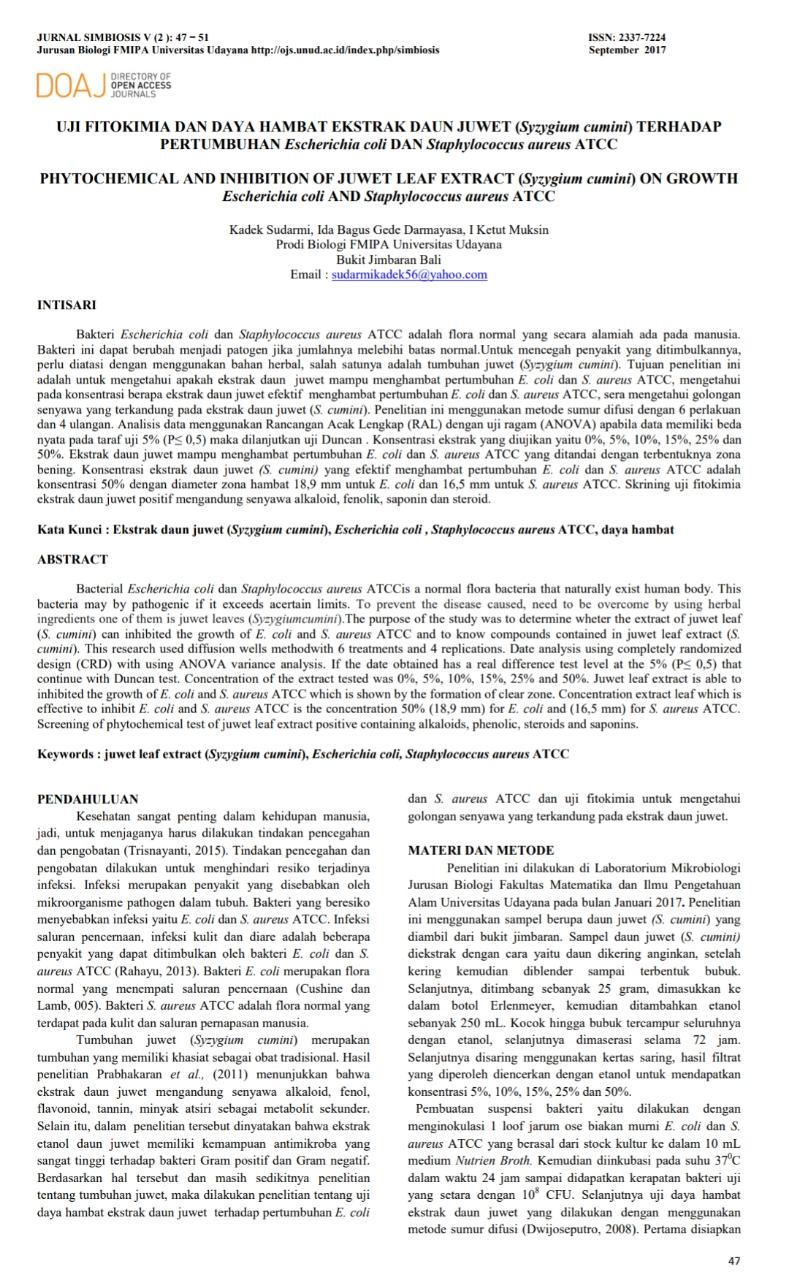 JURNAL SIMBIOSIS V (2 ): 47 – 51
ISSN: 2337-7224
Jurusan Biologi FMIPA Universitas Udayana http://ojs.unud.ac.id/index.php/simbiosis
September 2017
DOAJ DIRECTORY OF
OPEN ACCESS
JOURNALS
UJI FITOKIMIA DAN DAYA HAMBAT EKSTRAK DAUN JUWET (Syzygium cumini) TERHADAP
PERTUMBUHAN Escherichia coli DAN Staphylococcus aureus ATCC
PHYTOCHEMICAL AND INHIBITION OF JUWET LEAF EXTRACT (Syzygium cumini) ON GROWTH
Escherichia coli AND Staphylococcus aureus ATCC
Kadek Sudarmi, Ida Bagus Gede Darmayasa, I Ketut Muksin
Prodi Biologi FMIPA Universitas Udayana
Bukit Jimbaran Bali
Email : sudarmikadek56@yahoo.com
INTISARI
Bakteri Escherichia coli dan Staphylococcus aureus ATCC adalah flora normal yang secara alamiah ada pada manusia.
Bakteri ini dapat berubah menjadi patogen jika jumlahnya melebihi batas normal.Untuk mencegah penyakit yang ditimbulkannya,
perlu diatasi dengan menggunakan bahan herbal, salah satunya adalah tumbuhan juwet (Syzygium cumini). Tujuan penelitian ini
adalah untuk mengetahui apakah ekstrak daun juwet mampu menghambat pertumbuhan E. coli dan S. aureus ATCC, mengetahui
pada konsentrasi berapa ekstrak daun juwet efektif menghambat pertumbuhan E. coli dan S. aureus ATCC, sera mengetahui golongan
senyawa yang terkandung pada ekstrak daun juwet (S. cumini). Penelitian ini menggunakan metode sumur difusi dengan 6 perlakuan
dan 4 ulangan. Analisis data menggunakan Rancangan Acak Lengkap (RAL) dengan uji ragam (ANOVA) apabila data memiliki beda
nyata pada taraf uji 5% (P≤ 0,5) maka dilanjutkan uji Duncan . Konsentrasi ekstrak yang diujikan yaitu 0%, 5%, 10%, 15%, 25% dan
50%. Ekstrak daun juwet mampu menghambat pertumbuhan E. coli dan S. aureus ATCC yang ditandai dengan terbentuknya zona
bening. Konsentrasi ekstrak daun juwet (S. cumini) yang efektif menghambat pertumbuhan E. coli dan S. aureus ATCC adalah
konsentrasi 50% dengan diameter zona hambat 18,9 mm untuk E. coli dan 16,5 mm untuk S. aureus ATCC. Skrining uji fitokimia
ekstrak daun juwet positif mengandung senyawa alkaloid, fenolik, saponin dan steroid.
Kata Kunci : Ekstrak daun juwet (Syzygium cumini), Escherichia coli , Staphylococcus aureus ATCC, daya hambat
ABSTRACT
Bacterial Escherichia coli dan Staphylococcus aureus ATCCis a normal flora bacteria that naturally exist human body. This
bacteria may by pathogenic if it exceeds acertain limits. To prevent the disease caused, need to be overcome by using herbal
ingredients one of them is juwet leaves (Syzygiumcumini).The purpose of the study was to determine wheter the extract of juwet leaf
(S. cumini) can inhibited the growth of E. coli and S. aureus ATCC and to know compounds contained in juwet leaf extract (S.
cumini). This research used diffusion wells methodwith 6 treatments and 4 replications. Date analysis using completely randomized
design (CRD) with using ANOVA variance analysis. If the date obtained has a real difference test level at the 5% (P≤ 0,5) that
continue with Duncan test. Concentration of the extract tested was 0%, 5%, 10%, 15%, 25% and 50%. Juwet leaf extract is able to
inhibited the growth of E. coli and S. aureus ATCC which is shown by the formation of clear zone. Concentration extract leaf which is
effective to inhibit E. coli and S. aureus ATCC is the concentration 50% (18,9 mm) for E. coli and (16,5 mm) for S. aureus ATCC.
Screening of phytochemical test of juwet leaf extract positive containing alkaloids, phenolic, steroids and saponins.
Keywords : juwet leaf extract (Syzygium cumini), Escherichia coli, Staphylococcus aureus ATCC
PENDAHULUAN
Kesehatan sangat penting dalam kehidupan manusia,
jadi, untuk menjaganya harus dilakukan tindakan pencegahan
dan pengobatan (Trisnayanti, 2015). Tindakan pencegahan dan
pengobatan dilakukan untuk menghindari resiko terjadinya
infeksi. Infeksi merupakan penyakit yang disebabkan oleh
mikroorganisme pathogen dalam tubuh. Bakteri yang beresiko
menyebabkan infeksi yaitu E. coli dan S. aureus ATCC. Infeksi
saluran pencernaan, infeksi kulit dan diare adalah beberapa
penyakit yang dapat ditimbulkan oleh bakteri E. coli dan S.
aureus ATCC (Rahayu, 2013). Bakteri E. coli merupakan flora
normal yang menempati saluran pencernaan (Cushine dan
Lamb, 005). Bakteri S. aureus ATCC adalah flora normal yang
terdapat pada kulit dan saluran pernapasan manusia.
Tumbuhan juwet (Syzygium cumini) merupakan
tumbuhan yang memiliki khasiat sebagai obat tradisional. Hasil
penelitian Prabhakaran et al., (2011) menunjukkan bahwa
ekstrak daun juwet mengandung senyawa alkaloid, fenol,
flavonoid, tannin, minyak atsiri sebagai metabolit sekunder.
Selain itu, dalam penelitian tersebut dinyatakan bahwa ekstrak
etanol daun juwet memiliki kemampuan antimikroba yang
sangat tinggi terhadap bakteri Gram positif dan Gram negatif.
Berdasarkan hal tersebut dan masih sedikitnya penelitian
tentang tumbuhan juwet, maka dilakukan penelitian tentang uji
daya hambat ekstrak daun juwet terhadap pertumbuhan E. coli
dan S. aureus ATCC dan uji fitokimia untuk mengetahui
golongan senyawa yang terkandung pada ekstrak daun juwet.
MATERI DAN METODE
Penelitian ini dilakukan di Laboratorium Mikrobiologi
Jurusan Biologi Fakultas Matematika dan Ilmu Pengetahuan
Alam Universitas Udayana pada bulan Januari 2017. Penelitian
ini menggunakan sampel berupa daun juwet (S. cumini) yang
diambil dari bukit jimbaran. Sampel daun juwet (S. cumini)
diekstrak dengan cara yaitu daun dikering anginkan, setelah
kering kemudian diblender sampai terbentuk bubuk.
Selanjutnya, ditimbang sebanyak 25 gram, dimasukkan ke
dalam botol Erlenmeyer, kemudian ditambahkan etanol
sebanyak 250 mL. Kocok hingga bubuk tercampur seluruhnya
dengan etanol, selanjutnya dimaserasi selama 72 jam.
Selanjutnya disaring menggunakan kertas saring, hasil filtrat
yang diperoleh diencerkan dengan etanol untuk mendapatkan
konsentrasi 5%, 10%, 15%, 25% dan 50%.
Pembuatan suspensi bakteri yaitu dilakukan dengan
menginokulasi 1 loof jarum ose biakan murni E. coli dan S.
aureus ATCC yang berasal dari stock kultur ke dalam 10 mL
medium Nutrien Broth. Kemudian diinkubasi pada suhu 37⁰C
dalam waktu 24 jam sampai didapatkan kerapatan bakteri uji
yang setara dengan 10⁸ CFU. Selanjutnya uji daya hambat
ekstrak daun juwet yang dilakukan dengan menggunakan
metode sumur difusi (Dwijoseputro, 2008). Pertama disiapkan
47